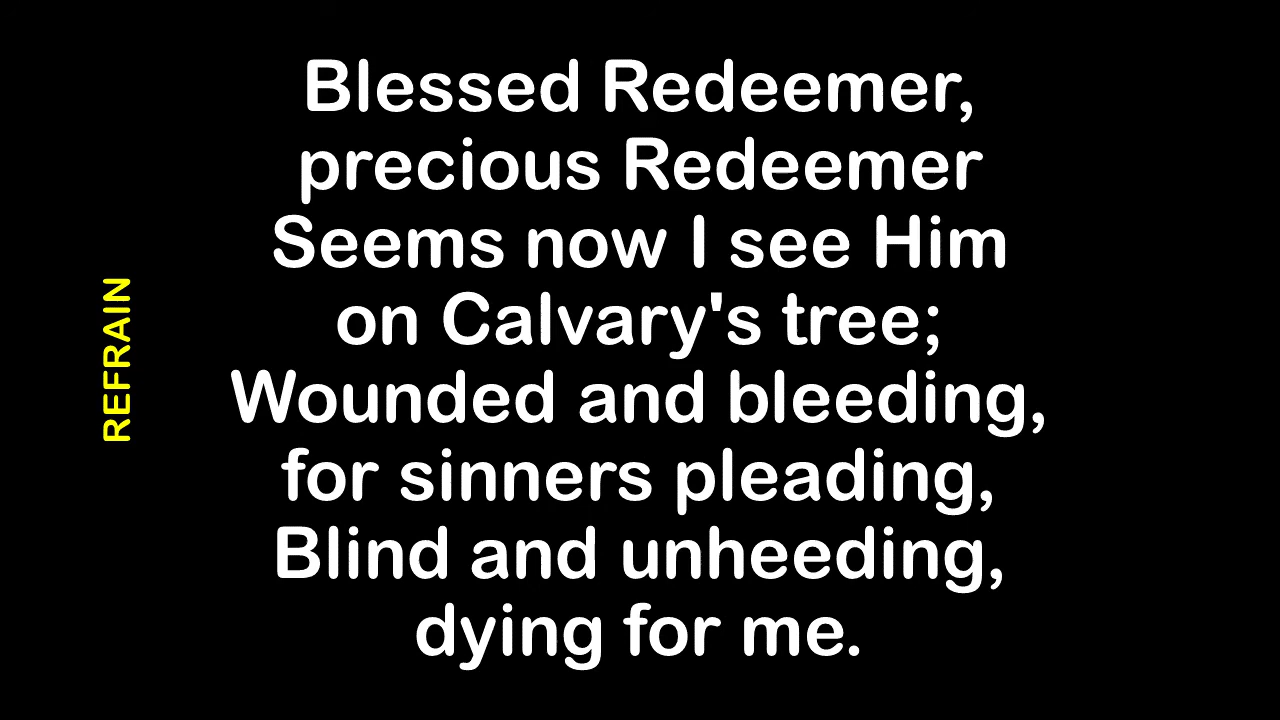 REFRAIN
Blessed Redeemer,
precious Redeemer
Seems now I see Him
on Calvary's tree;
Wounded and bleeding,
for sinners pleading,
Blind and unheeding,
dying for me.